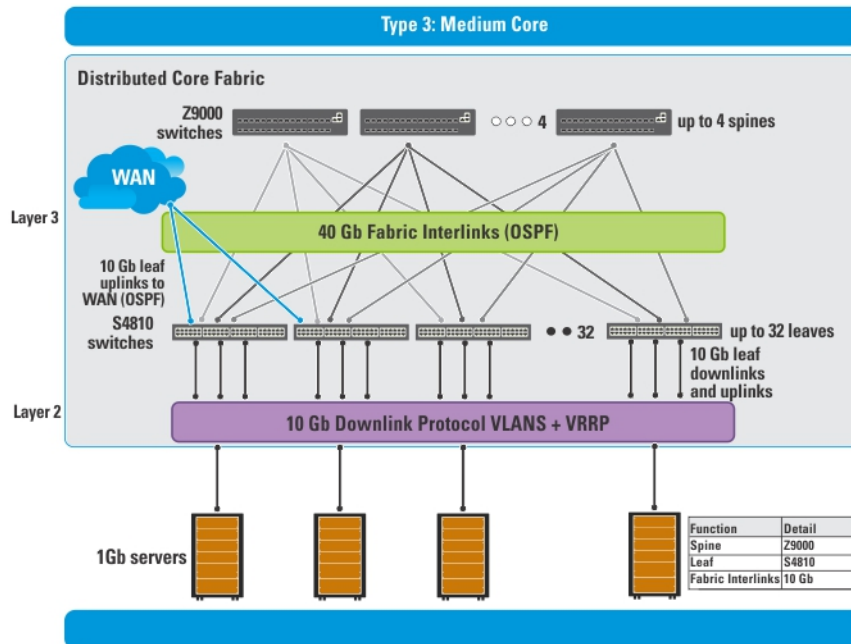 Type 3: Medium Core
Distributed Core Fabric
Z9000
switches
4
up to 4 spines
WAN
Layer 3
40 Gb Fabric Interlinks (OSPF)
10 Gb leaf
uplinks to
WAN (OSPF)
S4810
switches
32
up to 32 leaves
10 Gb leaf
downlinks
and uplinks
Layer 2
10 Gb Downlink Protocol VLANS + VRRP
1Gb servers
Function Detail
Spine Z9000
Leaf S4810
Fabric Interlinks 10 Gb